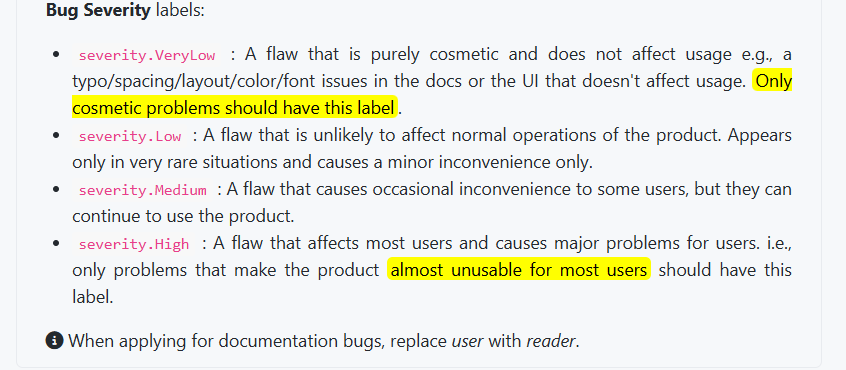 Bug Severity labels:
severity.VeryLow : A flaw that is purely cosmetic and does not affect usage e.g., a
typo/spacing/layout/color/font issues in the docs or the UI that doesn't affect usage. Only
cosmetic problems should have this label.
severity.Low : A flaw that is unlikely to affect normal operations of the product. Appears
only in very rare situations and causes a minor inconvenience only.
severity.Medium : A flaw that causes occasional inconvenience to some users, but they can
continue to use the product.
severity.High : A flaw that affects most users and causes major problems for users. i.e.,
only problems that make the product almost unusable for most users should have this
label.
When applying for documentation bugs, replace user with reader.